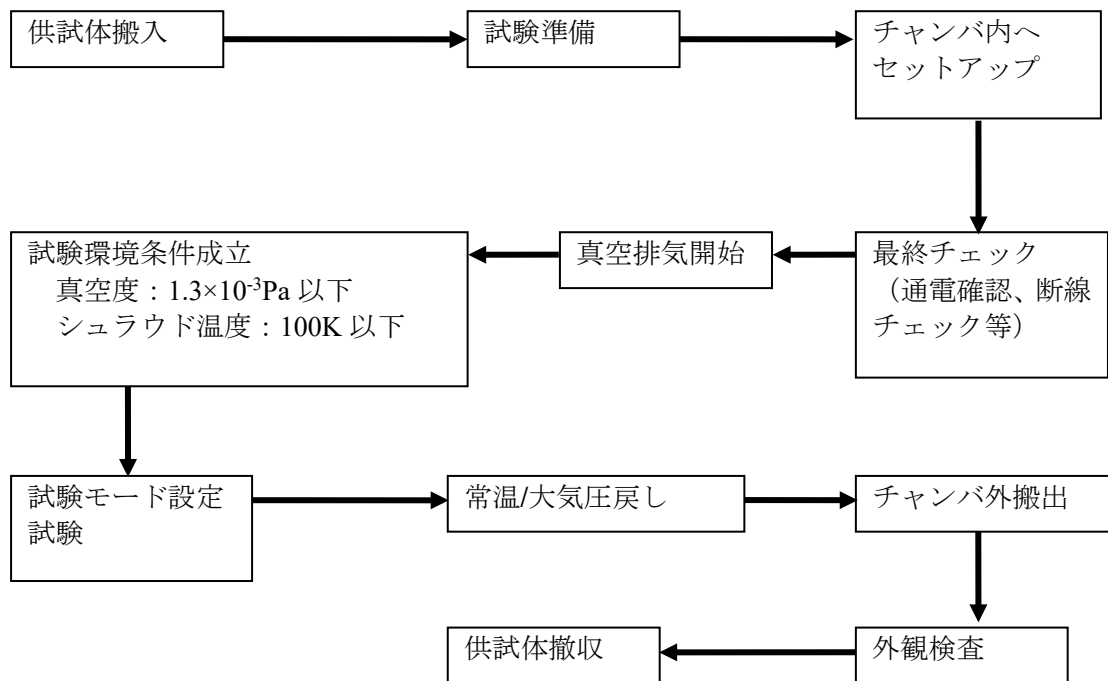 供試体搬入
試験準備
チャンバ内へ
セットアップ
最終チェック
（通電確認、断線
チェック等）
真空排気開始
試験環境条件成立
真空度：1.3×10⁻³Pa 以下
シュラウド温度：100K 以下
試験モード設定
試験
常温/大気圧戻し
チャンバ外搬出
外観検査
供試体撤収